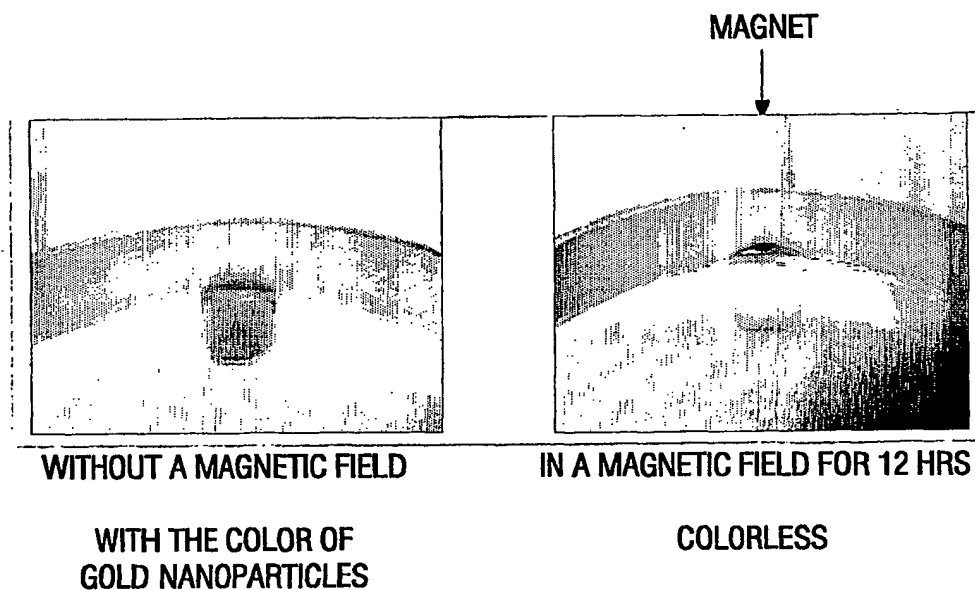 MAGNET
WITHOUT A MAGNETIC FIELD
IN A MAGNETIC FIELD FOR 12 HRS
WITH THE COLOR OF
GOLD NANOPARTICLES
COLORLESS